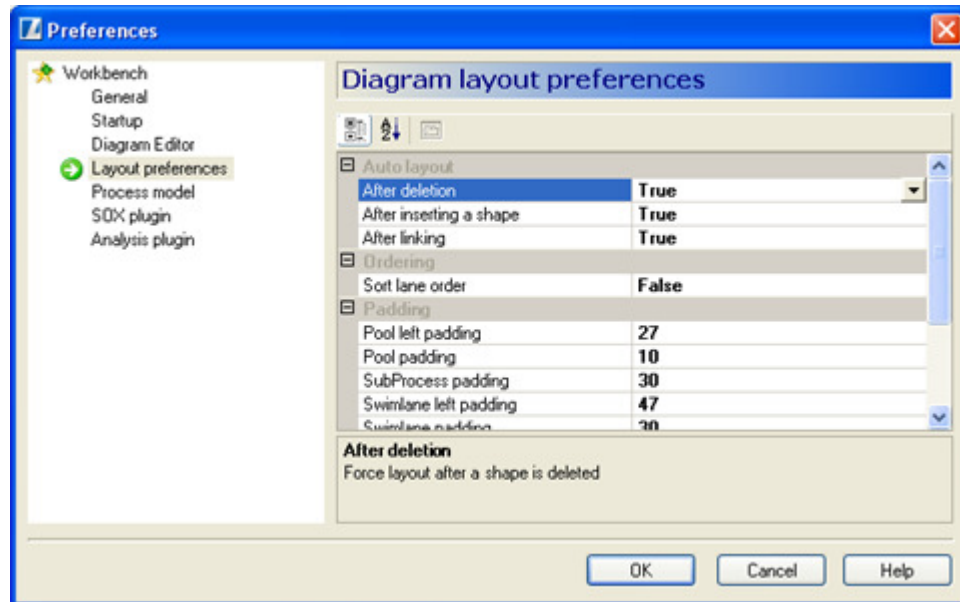 Preferences
Workbench
General
Startup
Diagram Editor
Layout preferences
Process model
SOX plugin
Analysis plugin
Diagram layout preferences
Auto layout
After deletion True
After inserting a shape True
After linking True
Ordering
Sort lane order False
Padding
Pool left padding 27
Pool padding 10
SubProcess padding 30
Swimlane left padding 47
Swimlane padding 30
After deletion
Force layout after a shape is deleted
OK Cancel Help